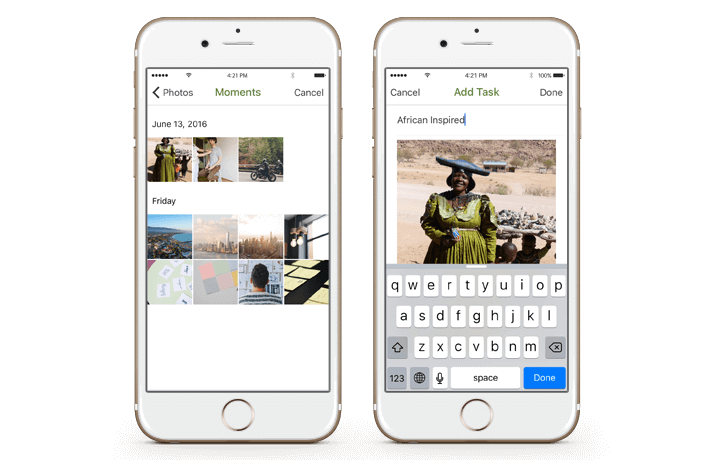 4:21 PM
Photos Moments Cancel
June 13, 2016
Friday
4:21 PM 100%
Cancel Add Task Done
African Inspired
q w e r t y u i o p
a s d f g h j k l
z x c v b n m
123 space Done